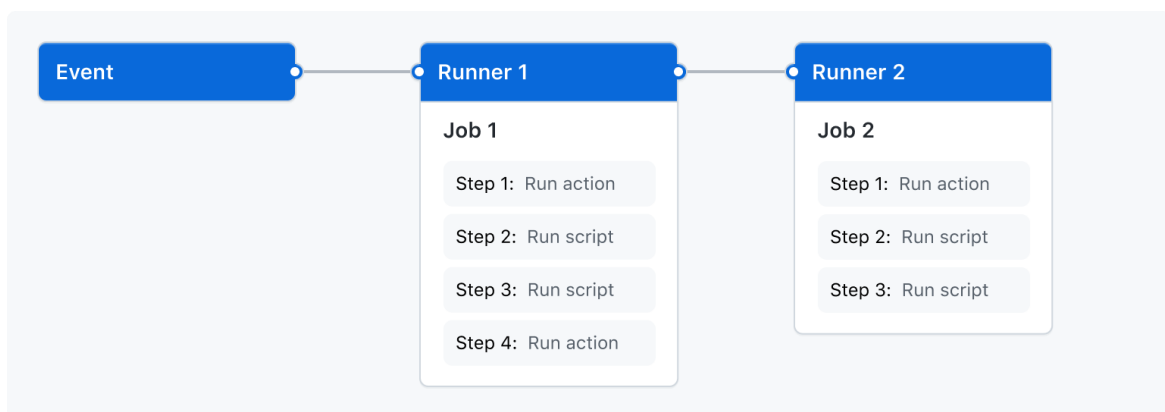 Event
Runner 1
Job 1
Step 1: Run action
Step 2: Run script
Step 3: Run script
Step 4: Run action
Runner 2
Job 2
Step 1: Run action
Step 2: Run script
Step 3: Run script